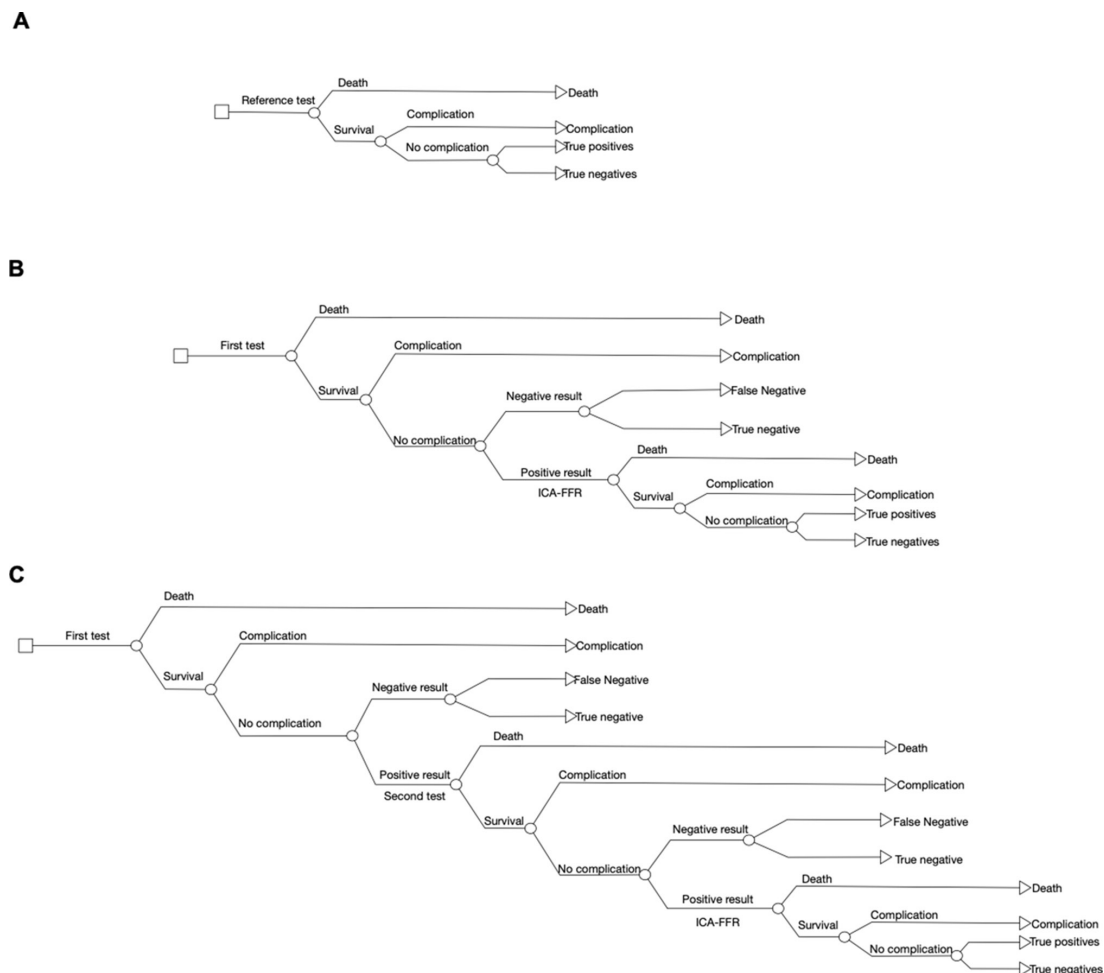 A
Death
Reference test
Death
Complication
Survival
Complication
No complication
True positives
True negatives
B
Death
Death
First test
Complication
Complication
Survival
Negative result
False Negative
True negative
No complication
Death
Death
Positive result
ICA-FFR
Complication
Survival
Complication
No complication
True positives
True negatives
C
Death
Death
First test
Complication
Complication
Survival
Negative result
False Negative
True negative
No complication
Death
Death
Positive result
Second test
Complication
Complication
Survival
Negative result
False Negative
True negative
No complication
Death
Death
Positive result
ICA-FFR
Complication
Survival
Complication
No complication
True positives
True negatives